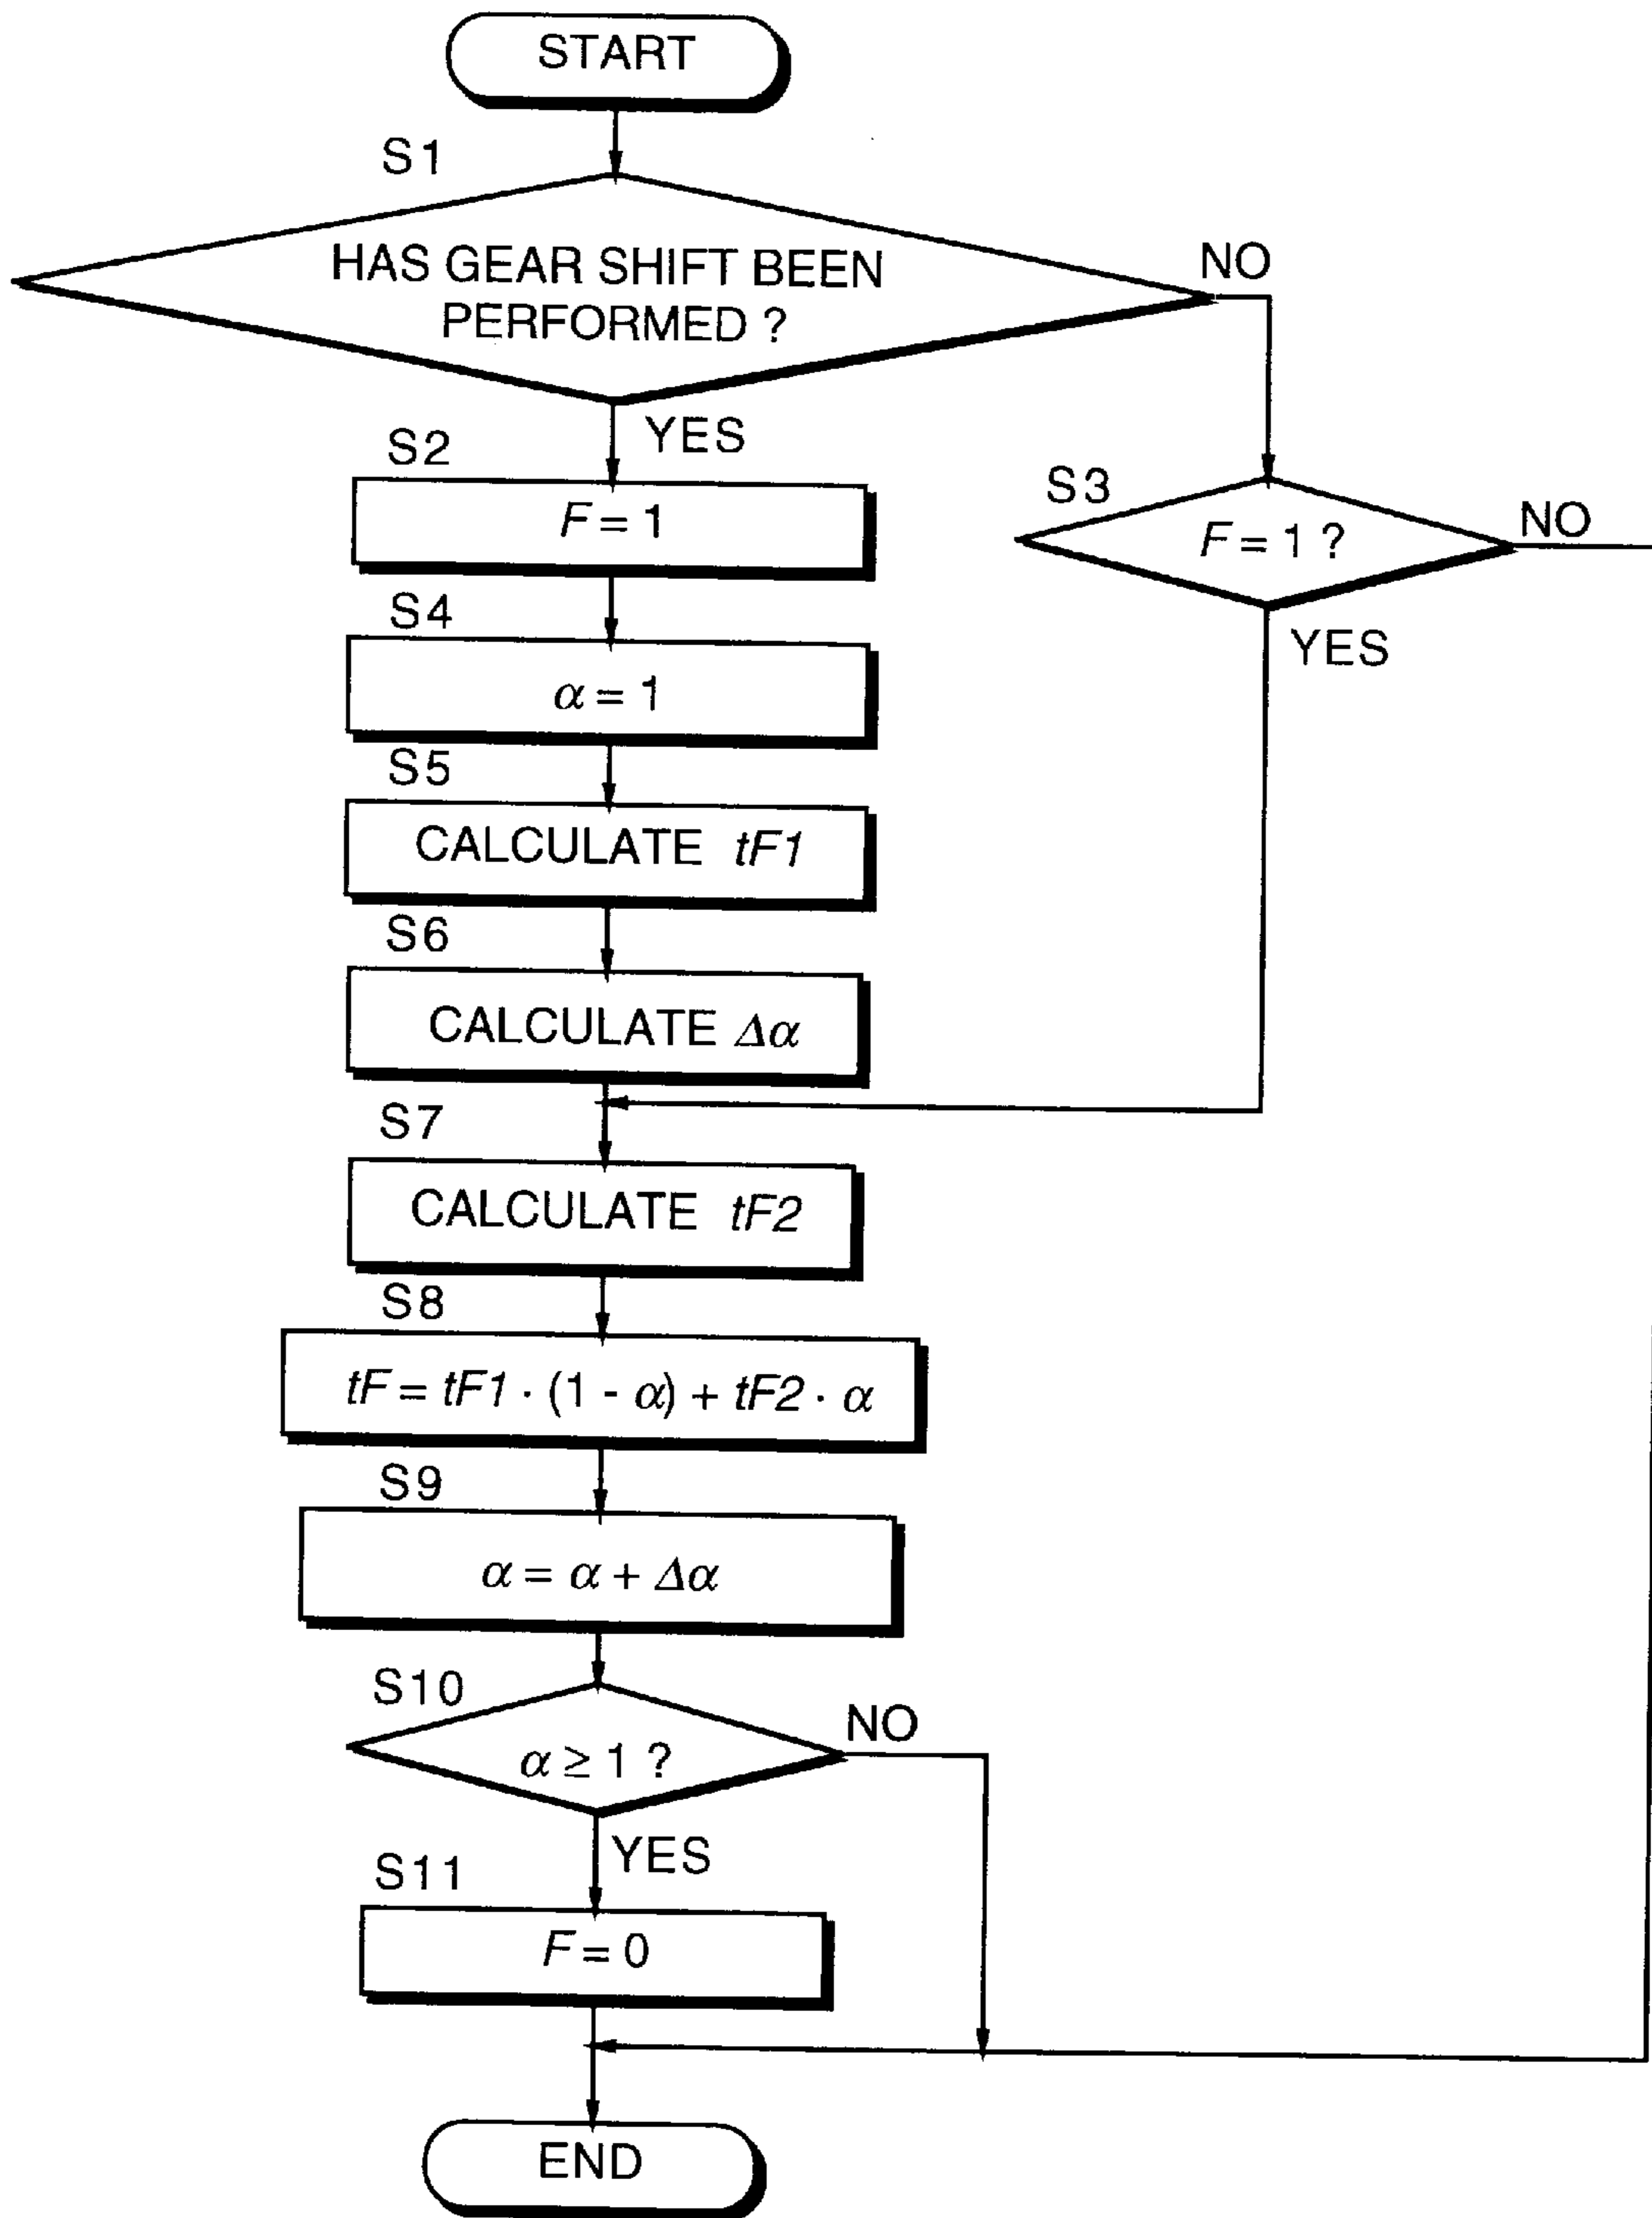 START
S1
HAS GEAR SHIFT BEEN
PERFORMED ?
NO
YES
S2
F = 1
S3
F = 1 ?
NO
YES
S4
α = 1
S5
CALCULATE tF1
S6
CALCULATE Δα
S7
CALCULATE tF2
S8
tF = tF1 · (1 - α) + tF2 · α
S9
α = α + Δα
S10
α ≥ 1 ?
NO
YES
S11
F = 0
END